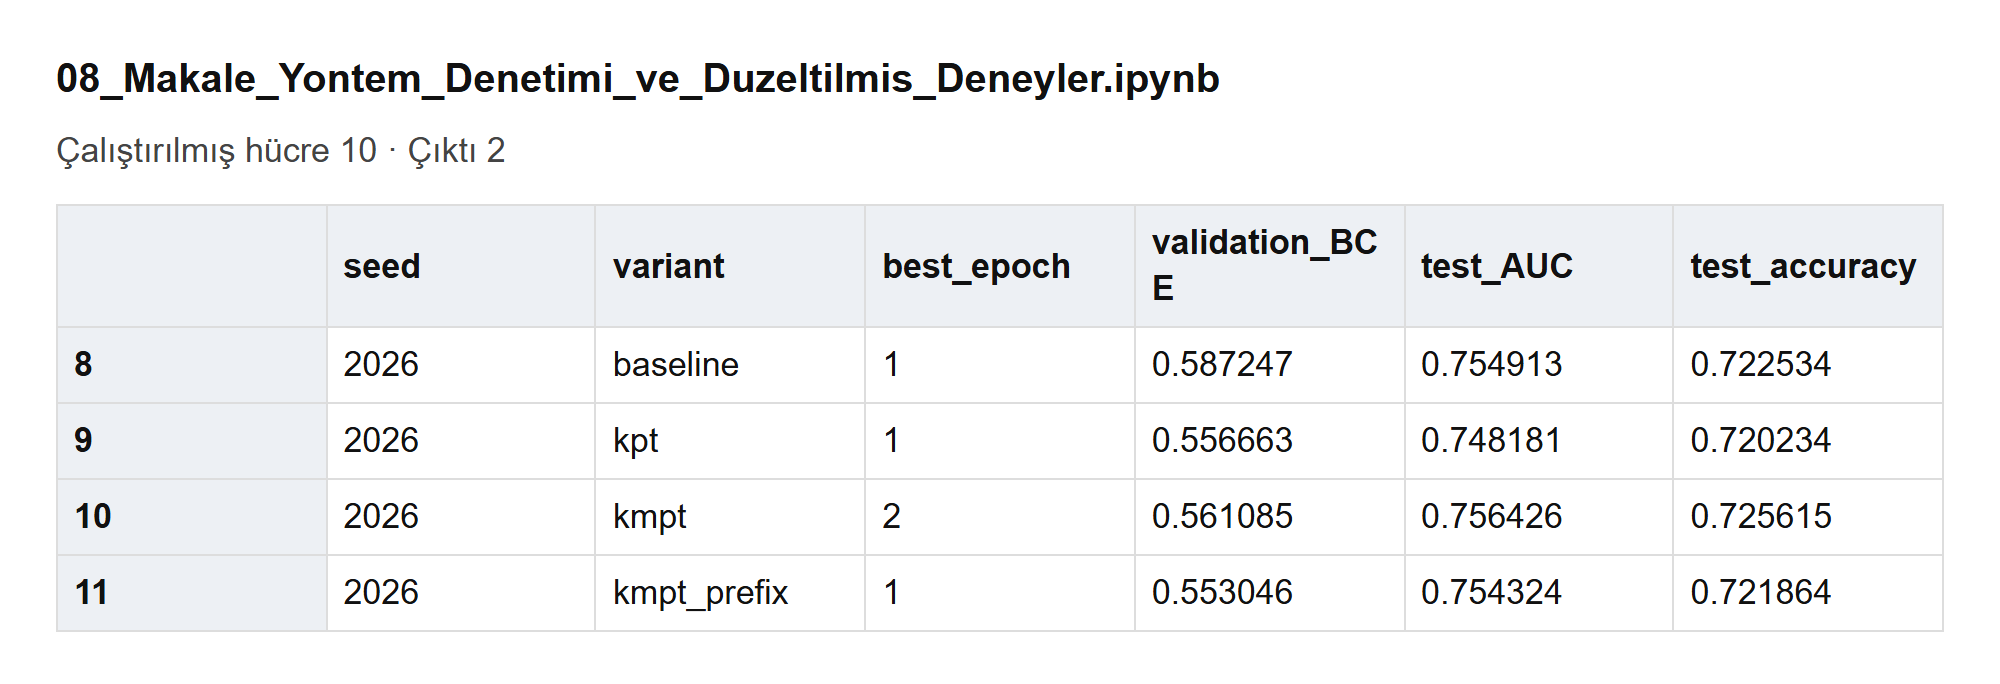 08_Makale_Yontem_Denetimi_ve_Duzeltilmis_Deneyler.ipynb
Çalıştırılmış hücre 10 · Çıktı 2
seed variant best_epoch validation_BCE test_AUC test_accuracy
8 2026 baseline 1 0.587247 0.754913 0.722534
9 2026 kpt 1 0.556663 0.748181 0.720234
10 2026 kmpt 2 0.561085 0.756426 0.725615
11 2026 kmpt_prefix 1 0.553046 0.754324 0.721864